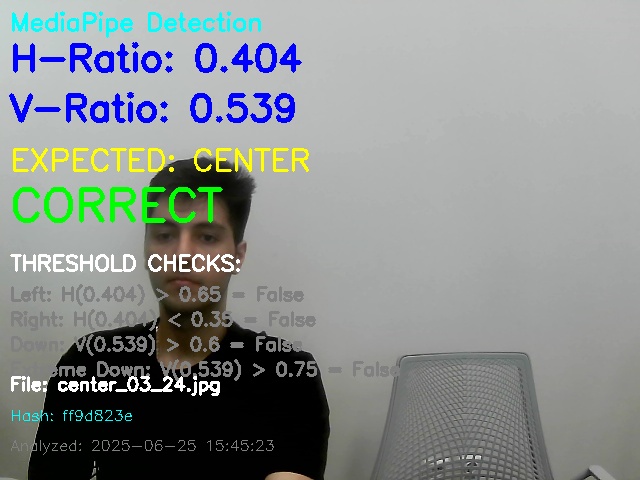 MediaPipe Detection
H-Ratio: 0.404
V-Ratio: 0.539
EXPECTED: CENTER
CORRECT
THRESHOLD CHECKS:
Left: H(0.404) > 0.65 = False
Right: H(0.404) < 0.35 = False
Down: V(0.539) > 0.6 = False
Down: V(0.539) > 0.75 = False
File: center_03_24.jpg
Hash: ff9d823e
Analyzed: 2025-06-25 15:45:23